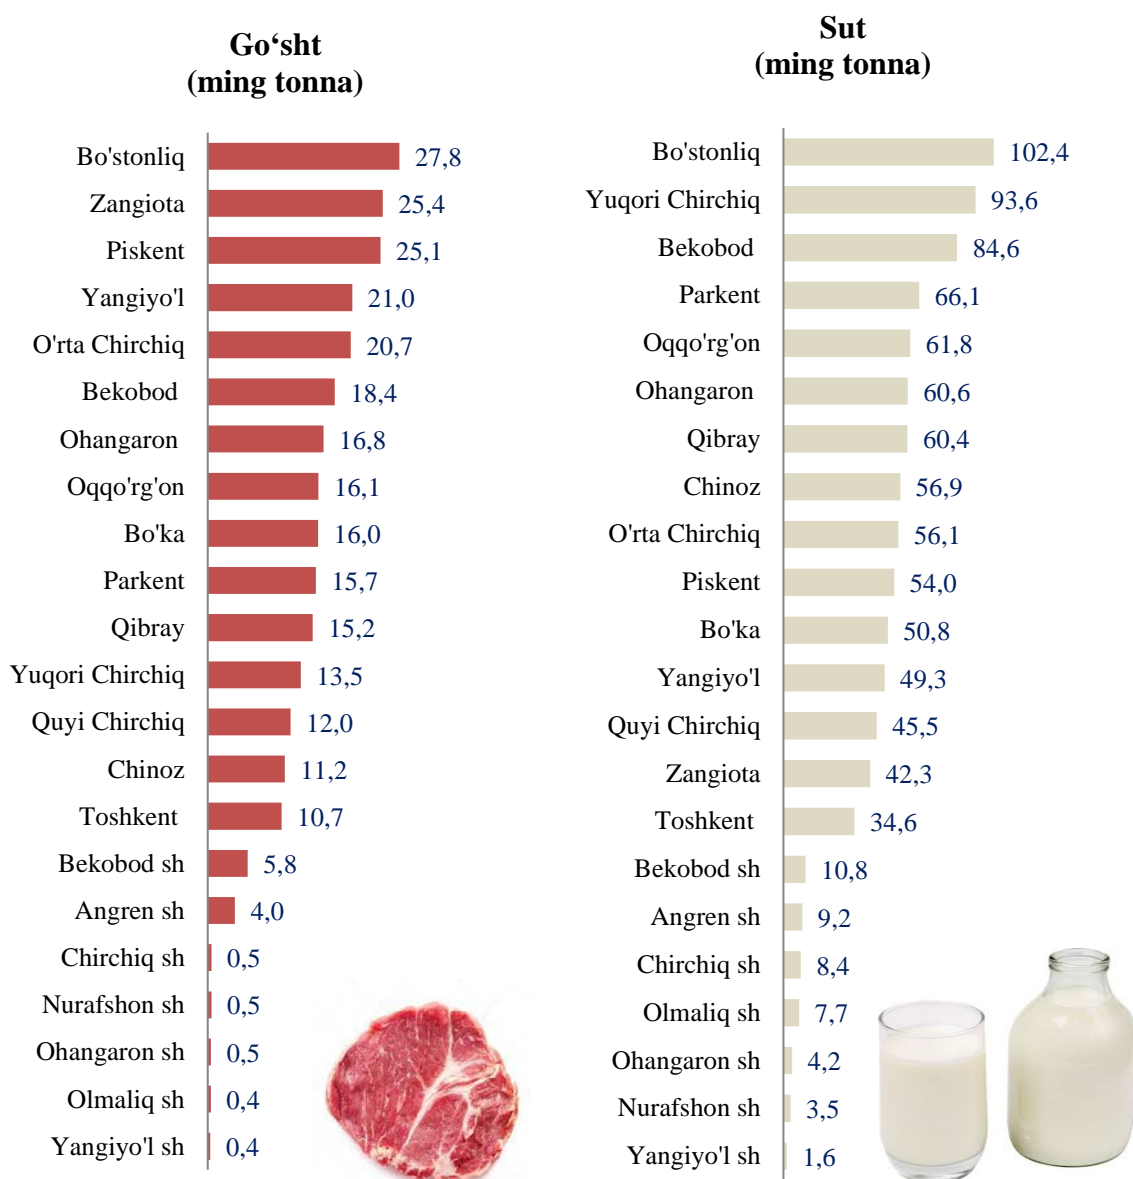 Go‘sht
(ming tonna)
Bo'stonliq 27,8
Zangiota 25,4
Piskent 25,1
Yangiyo'l 21,0
O'rta Chirchiq 20,7
Bekobod 18,4
Ohangaron 16,8
Oqqo'rg'on 16,1
Bo'ka 16,0
Parkent 15,7
Qibray 15,2
Yuqori Chirchiq 13,5
Quyi Chirchiq 12,0
Chinoz 11,2
Toshkent 10,7
Bekobod sh 5,8
Angren sh 4,0
Chirchiq sh 0,5
Nurafshon sh 0,5
Ohangaron sh 0,5
Olmaliq sh 0,4
Yangiyo'l sh 0,4
Sut
(ming tonna)
Bo'stonliq 102,4
Yuqori Chirchiq 93,6
Bekobod 84,6
Parkent 66,1
Oqqo'rg'on 61,8
Ohangaron 60,6
Qibray 60,4
Chinoz 56,9
O'rta Chirchiq 56,1
Piskent 54,0
Bo'ka 50,8
Yangiyo'l 49,3
Quyi Chirchiq 45,5
Zangiota 42,3
Toshkent 34,6
Bekobod sh 10,8
Angren sh 9,2
Chirchiq sh 8,4
Olmaliq sh 7,7
Ohangaron sh 4,2
Nurafshon sh 3,5
Yangiyo'l sh 1,6